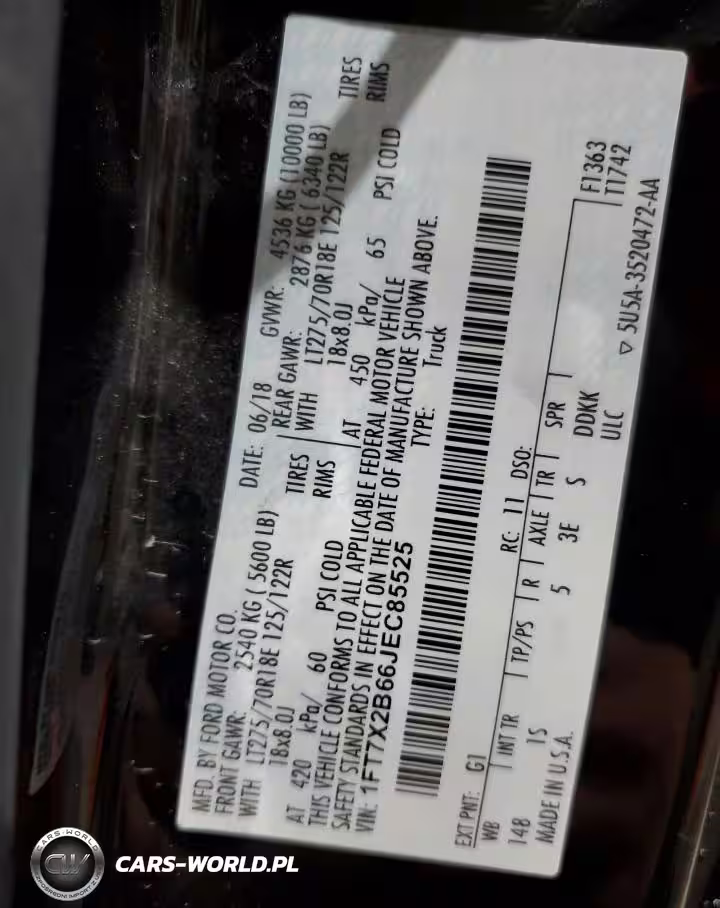 MFD. BY FORD MOTOR CO.
DATE: 06/18 GVWR: 4536 KG (10000 LB)
FRONT GAWR: 2540 KG ( 5600 LB) REAR GAWR: 2876 KG ( 6340 LB)
WITH LT275/70R18E 125/122R TIRES WITH LT275/70R18E 125/122R TIRES
18x8.0J RIMS 18x8.0J RIMS
AT 420 kPa/ 60 PSI COLD AT 450 kPa/ 65 PSI COLD
THIS VEHICLE CONFORMS TO ALL APPLICABLE FEDERAL MOTOR VEHICLE
SAFETY STANDARDS IN EFFECT ON THE DATE OF MANUFACTURE SHOWN ABOVE.
VIN: 1FT7X2B66JEC85525 TYPE: Truck
EXT PNT: G1 RC: 11 DSO: F1363
T1742
WB INT TR TP/PS R AXLE TR SPR
148 1S 5 3E S DDKK
MADE IN U.S.A. ULC
▽ 5U5A-3520472-AA
CARS-WORLD
CW
CARS-WORLD.PL